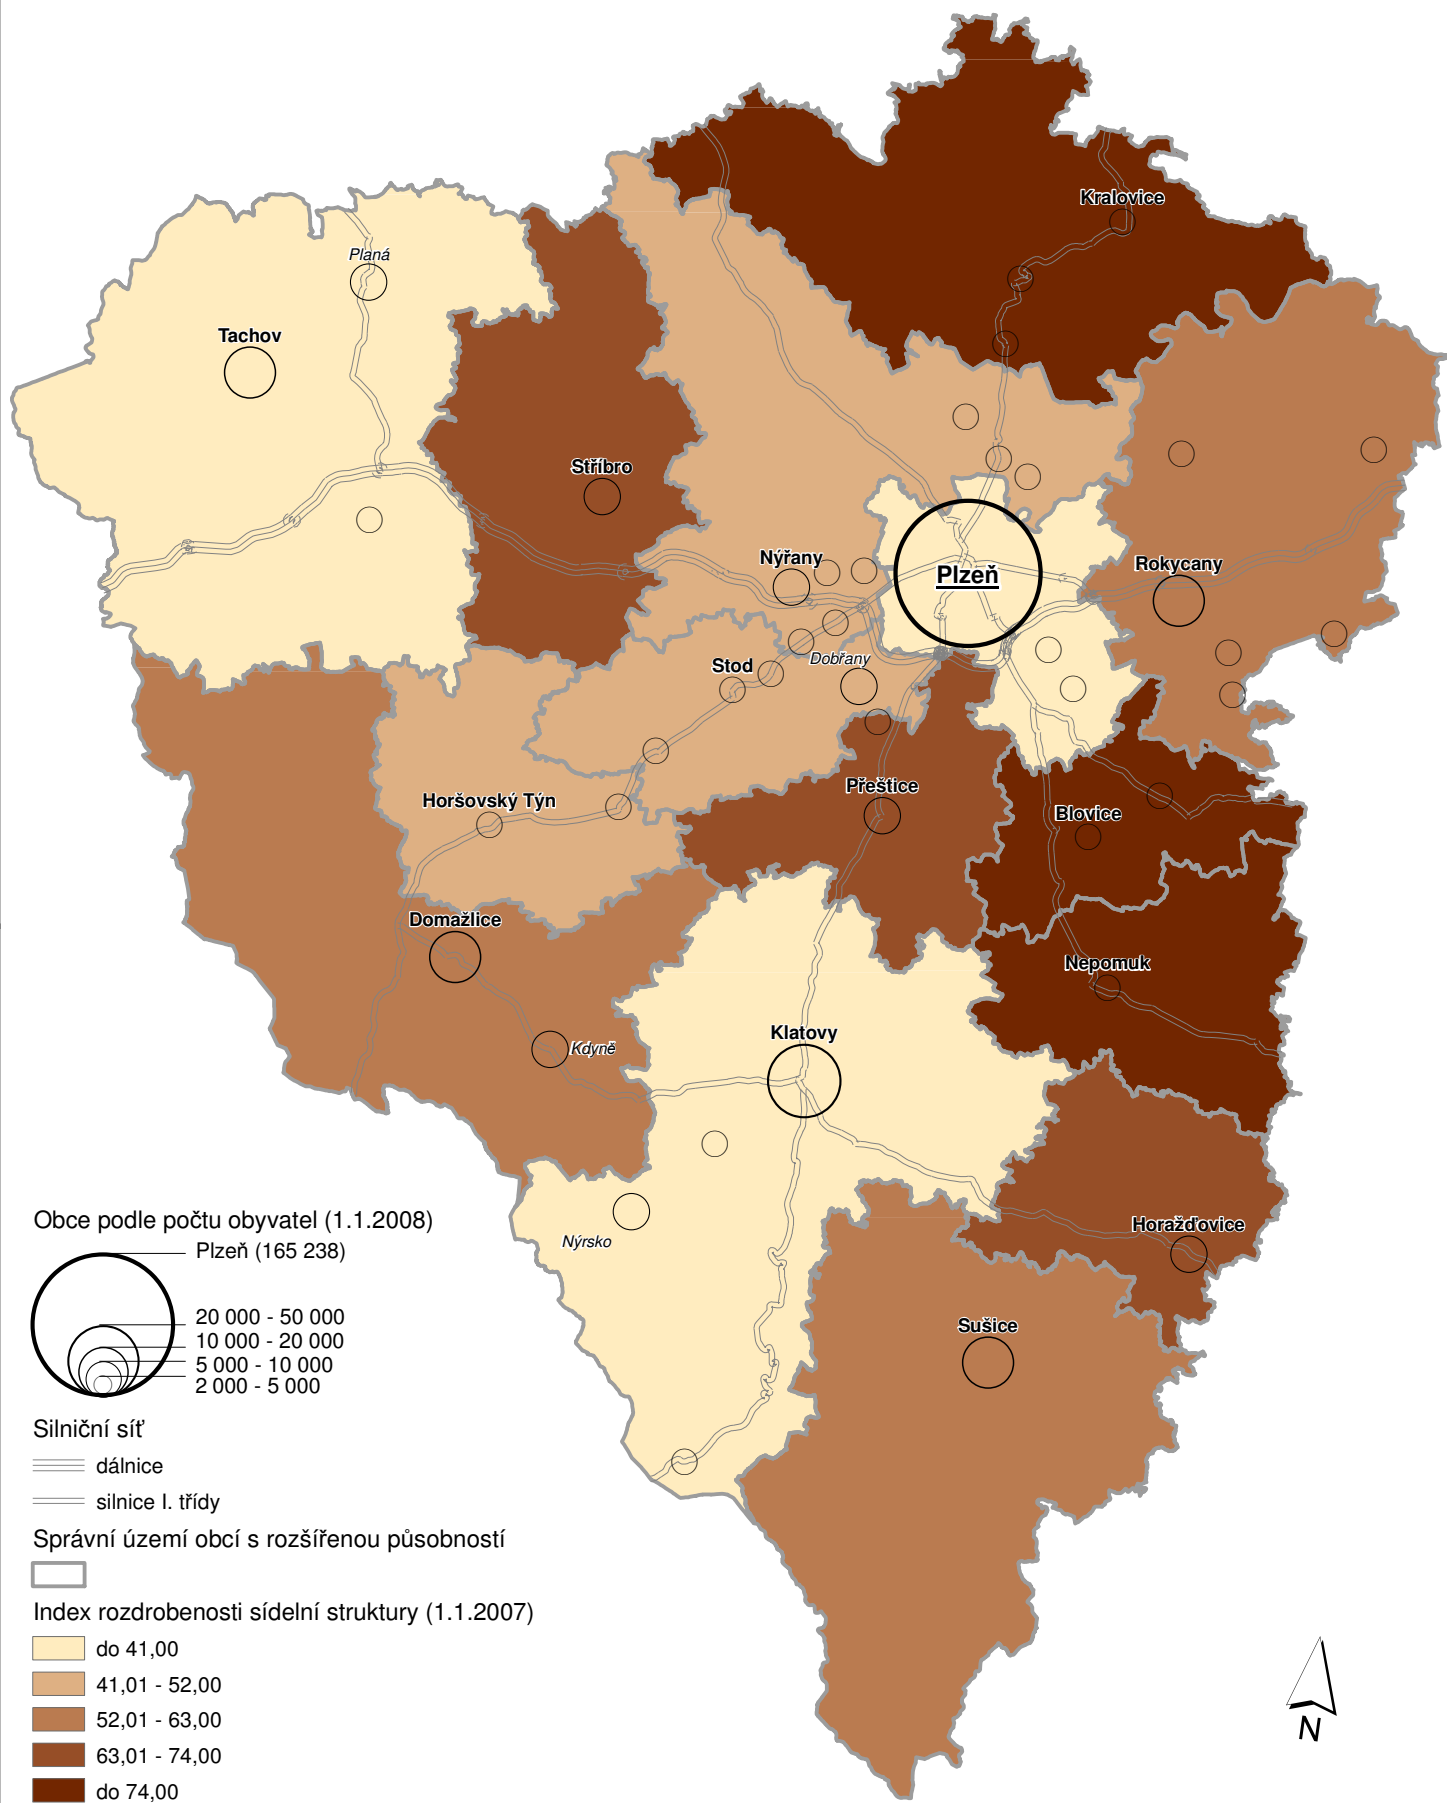 Kralovice
Planá
Tachov
Stříbro
Nýřany
Plzeň
Rokycany
Stod
Dobřany
Přeštice
Horšovský Týn
Blovice
Domažlice
Nepomuk
Klatovy
Kdyně
Horažďovice
Nýrsko
Sušice
Obce podle počtu obyvatel (1.1.2008)
Plzeň (165 238)
20 000 - 50 000
10 000 - 20 000
5 000 - 10 000
2 000 - 5 000
Silniční síť
dálnice
silnice I. třídy
Správní území obcí s rozšířenou působností
Index rozdrobenosti sídelní struktury (1.1.2007)
do 41,00
41,01 - 52,00
52,01 - 63,00
63,01 - 74,00
do 74,00
N